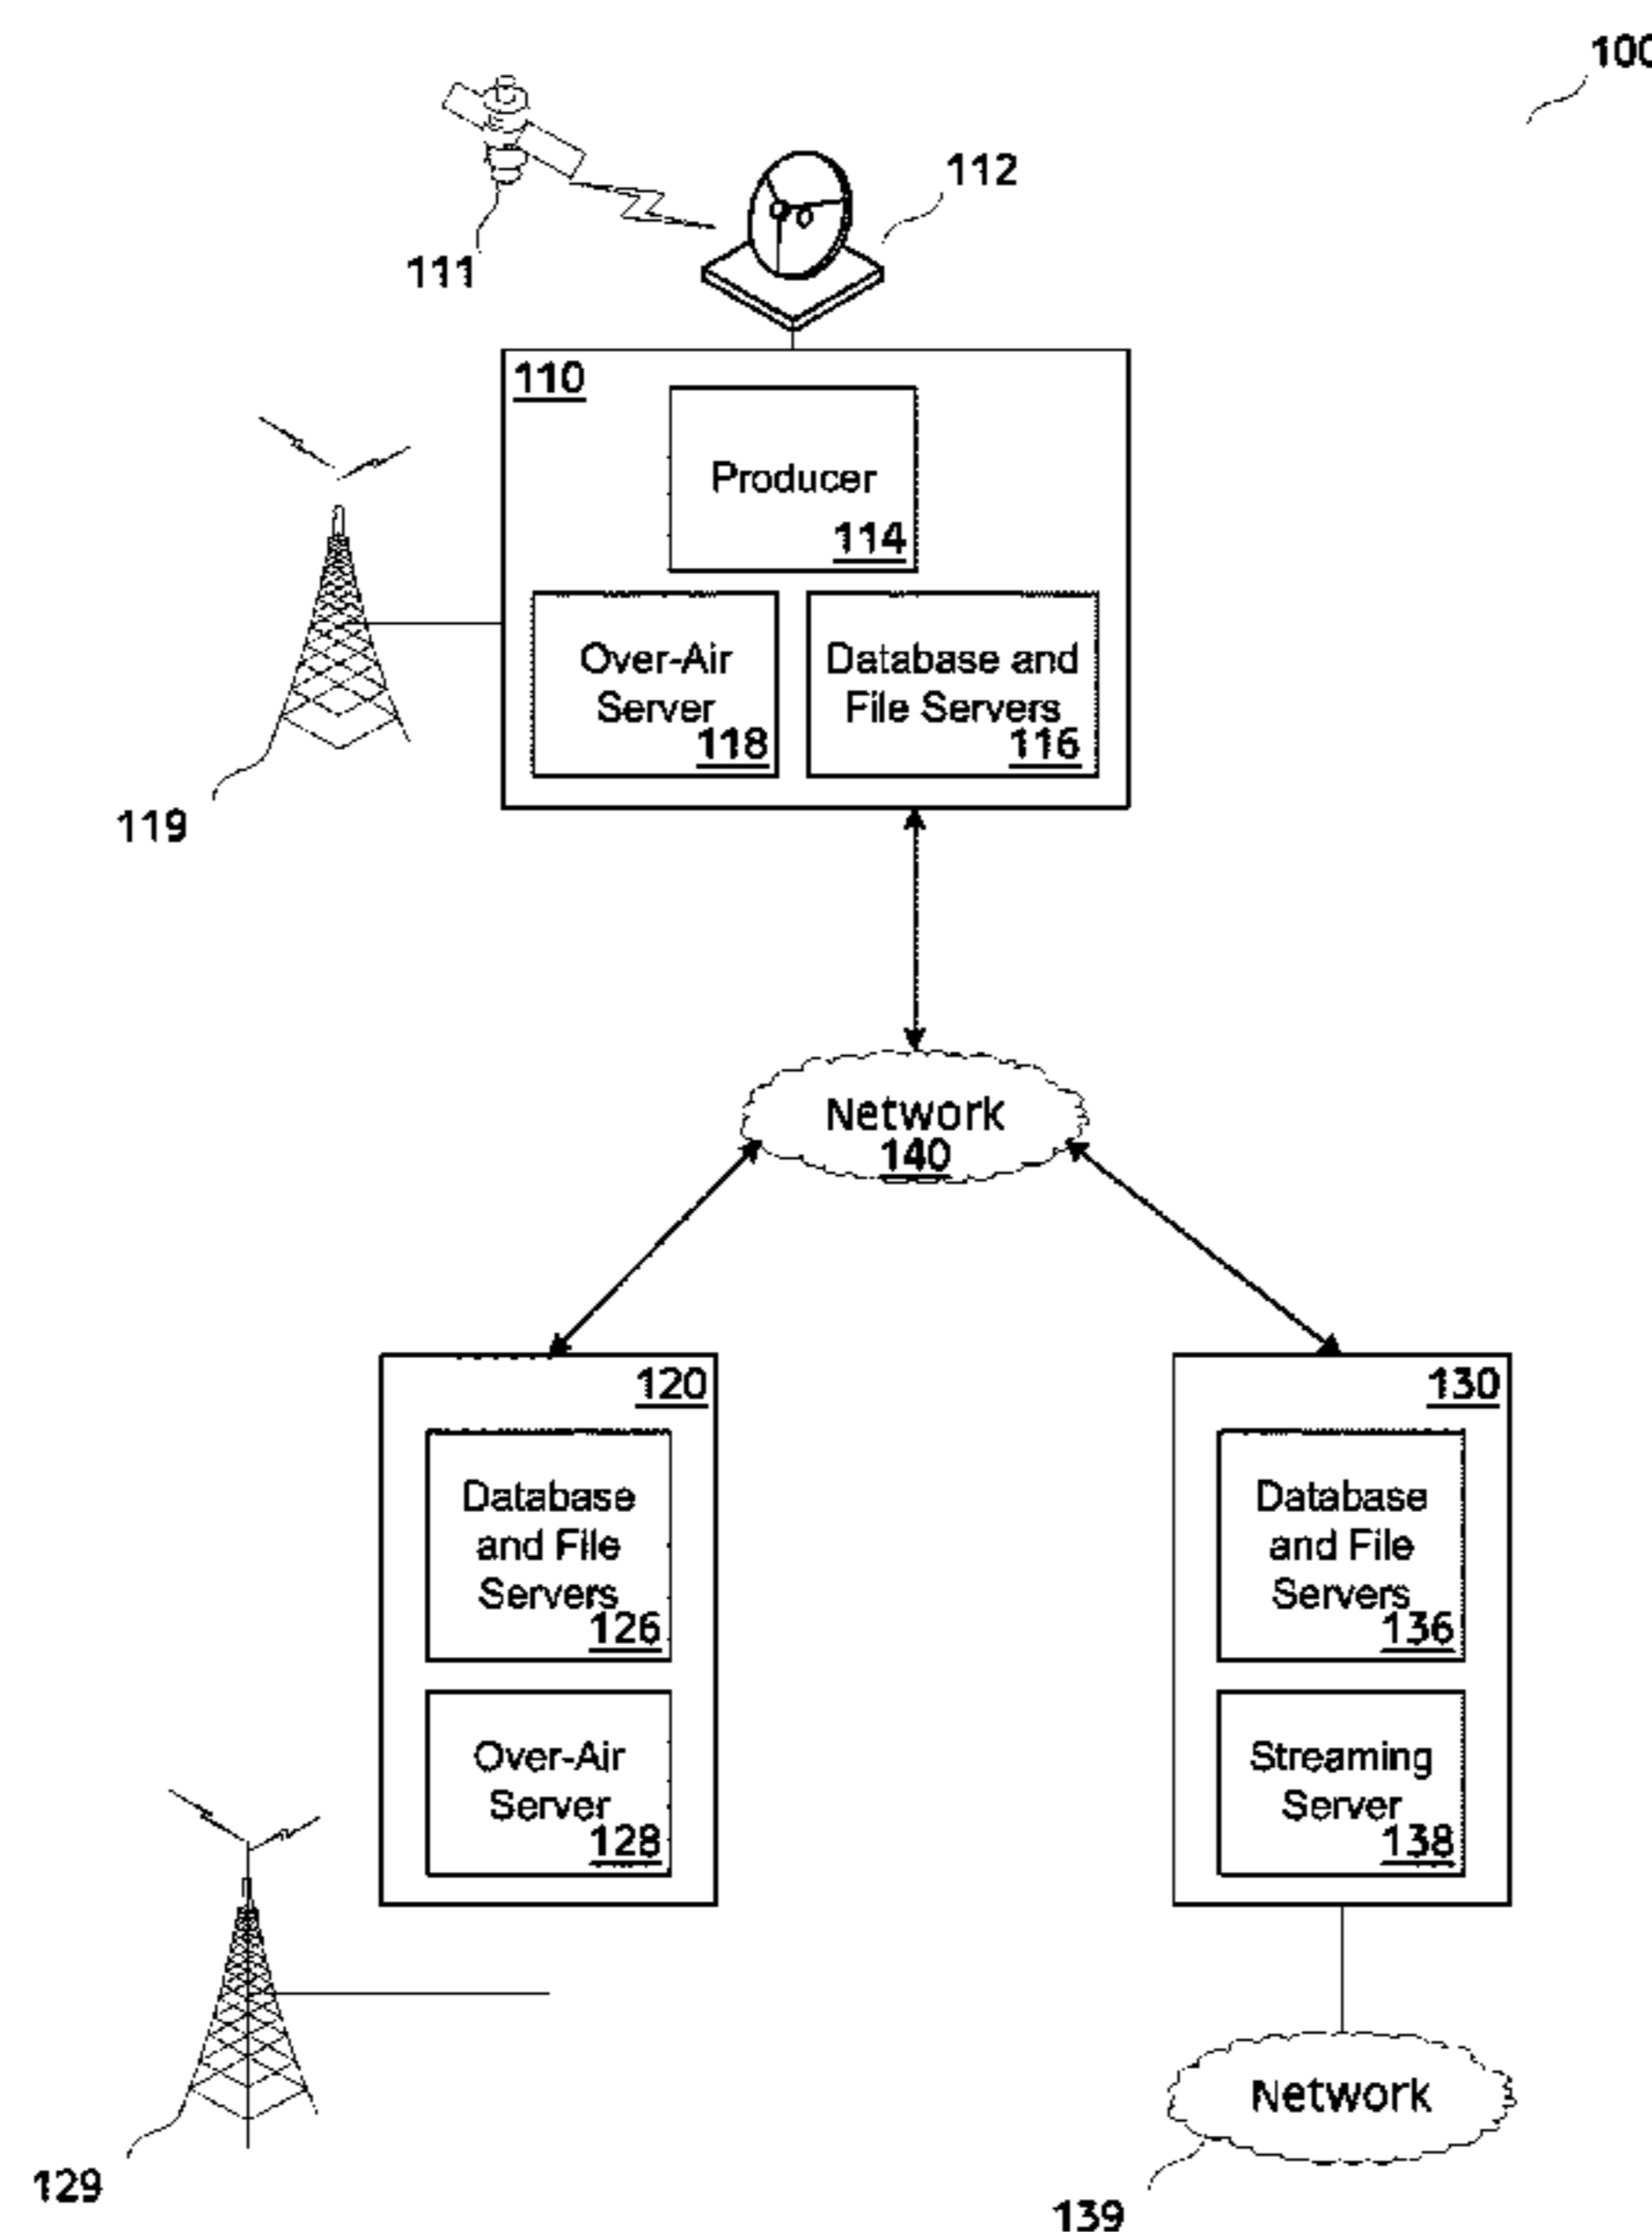 100
112
111
110
Producer
114
Over-Air
Server
118
Database and
File Servers
116
119
Network
140
120
Database
and File
Servers
126
Over-Air
Server
128
129
130
Database
and File
Servers
136
Streaming
Server
138
Network
139